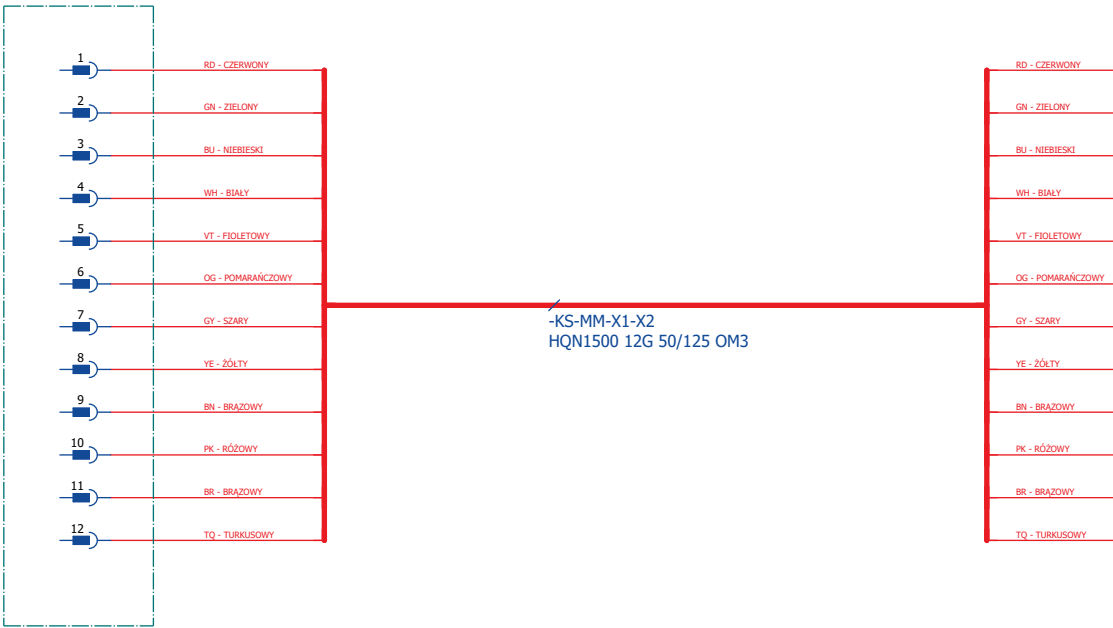 1 RD - CZERWONY RD - CZERWONY
2 GN - ZIELONY GN - ZIELONY
3 BU - NIEBIESKI BU - NIEBIESKI
4 WH - BIAŁY WH - BIAŁY
5 VT - FIOLETOWY VT - FIOLETOWY
6 OG - POMARAŃCZOWY OG - POMARAŃCZOWY
7 GY - SZARY GY - SZARY
-KS-MM-X1-X2
HQN1500 12G 50/125 OM3
8 YE - ŻÓŁTY YE - ŻÓŁTY
9 BN - BRĄZOWY BN - BRĄZOWY
10 PK - RÓŻOWY PK - RÓŻOWY
11 BR - BRĄZOWY BR - BRĄZOWY
12 TQ - TURKUSOWY TQ - TURKUSOWY